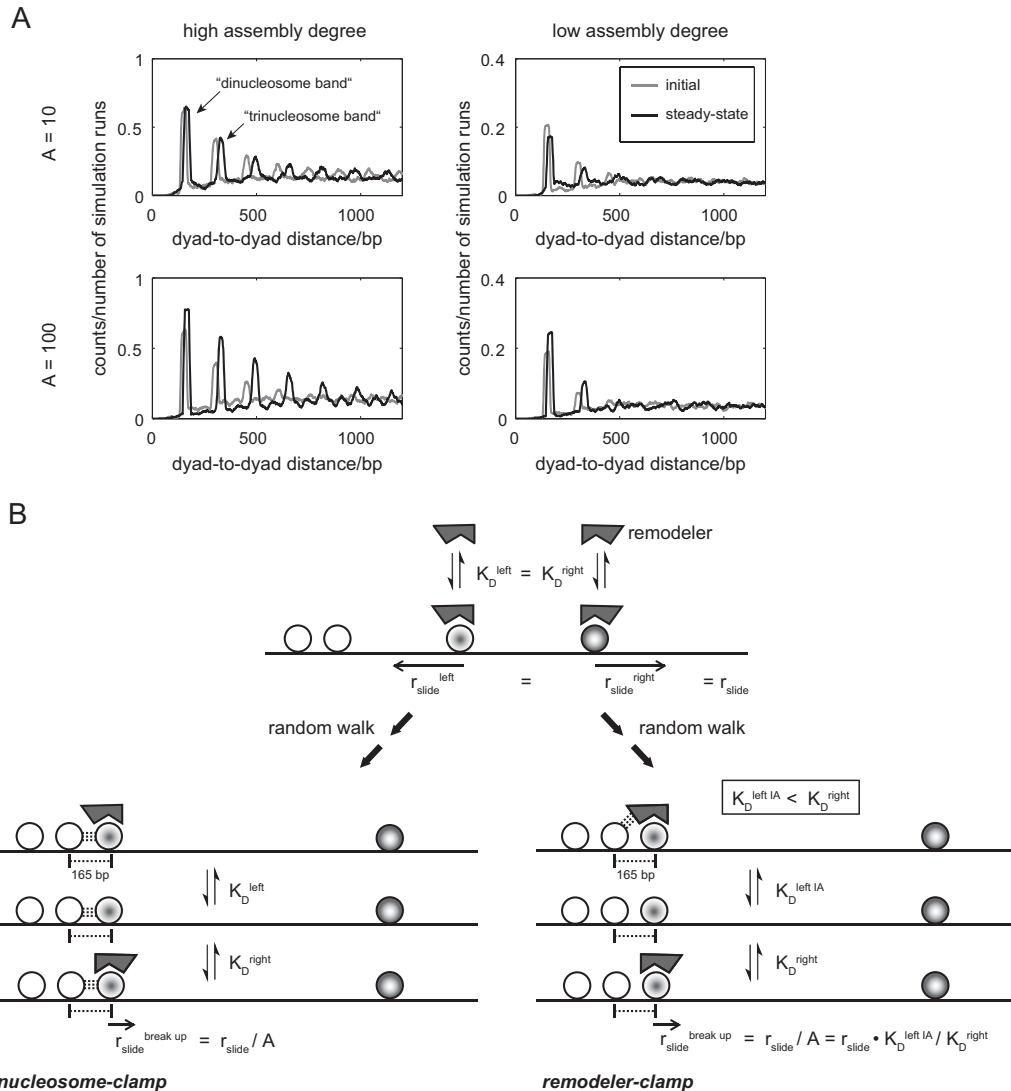 A
high assembly degree
low assembly degree
A = 10
counts/number of simulation runs
1
0.5
0
"dinucleosome band"
"trinucleosome band"
0
500
1000
dyad-to-dyad distance/bp
counts/number of simulation runs
0.4
0.2
0
initial
steady-state
0
500
1000
dyad-to-dyad distance/bp
A = 100
1
0.5
0
0
500
1000
dyad-to-dyad distance/bp
0.4
0.2
0
0
500
1000
dyad-to-dyad distance/bp
B
remodeler
K_D^left = K_D^right
r_slide^left = r_slide^right = r_slide
random walk
random walk
K_D^left IA < K_D^right
165 bp
165 bp
K_D^left
K_D^left IA
K_D^right
K_D^right
r_slide^break up = r_slide / A
r_slide^break up = r_slide / A = r_slide • K_D^left IA / K_D^right
nucleosome-clamp
remodeler-clamp